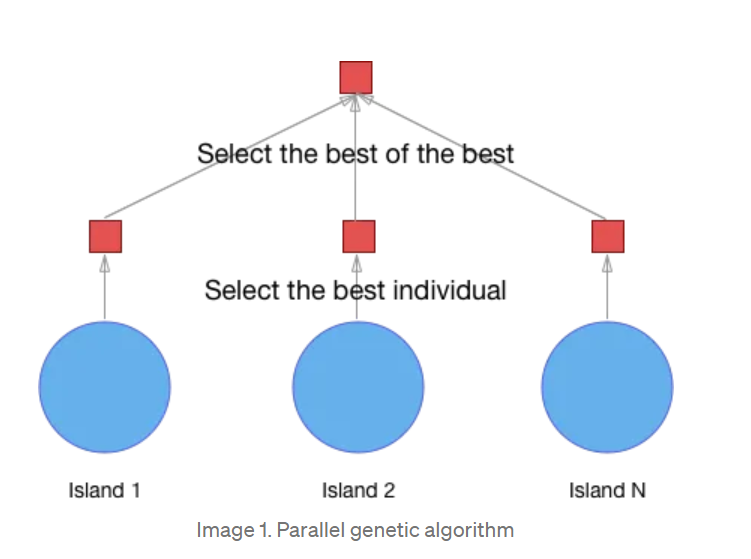 Select the best of the best
Select the best individual
Island 1
Island 2
Island N
Image 1. Parallel genetic algorithm